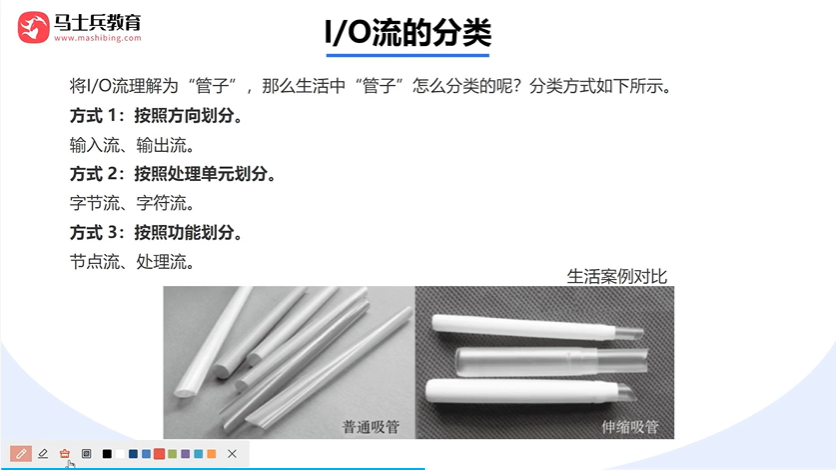 马士兵教育
www.mashibing.com
I/O流的分类
将I/O流理解为“管子”，那么生活中“管子”怎么分类的呢？分类方式如下所示。
方式 1：按照方向划分。
输入流、输出流。
方式 2：按照处理单元划分。
字节流、字符流。
方式 3：按照功能划分。
节点流、处理流。
生活案例对比
普通吸管
伸缩吸管